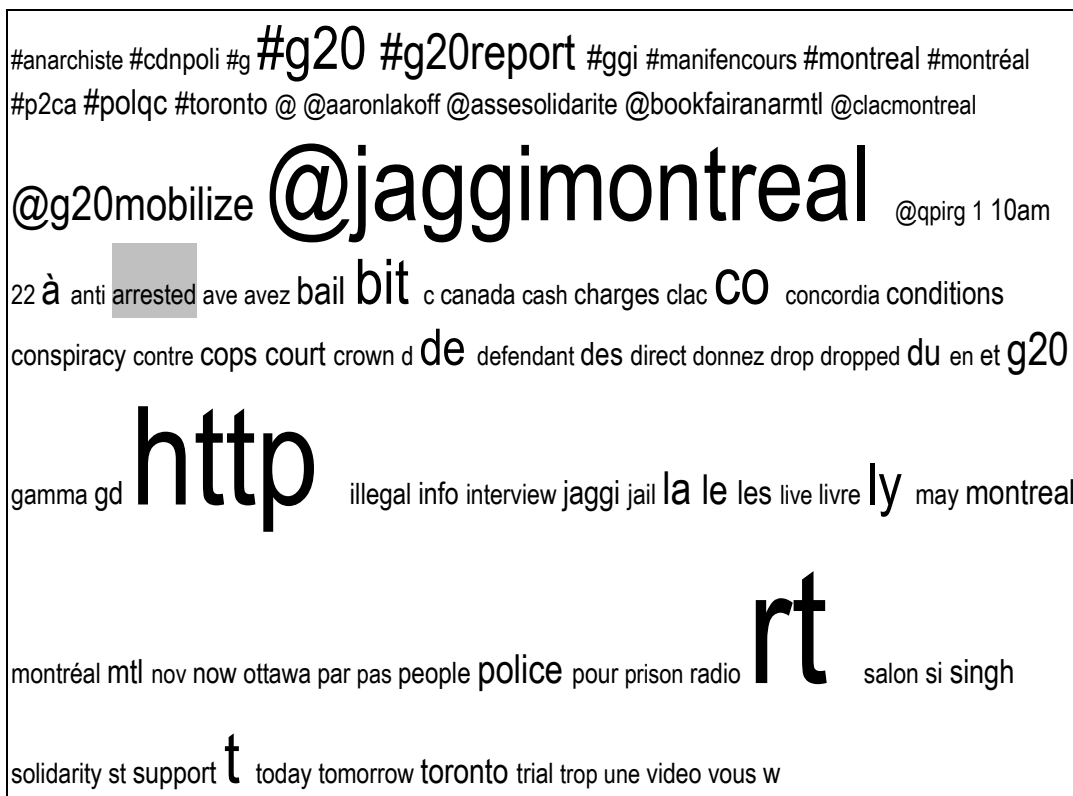 #anarchiste #cdnpoli #g #g20 #g20report #ggi #manifencours #montreal #montréal
#p2ca #polqc #toronto @ @aaronlakoff @assesolidarite @bookfairanarmtl @clacmontreal
@g20mobilize @jaggimontreal @qpirg 1 10am
22 à anti arrested ave avez bail bit c canada cash charges clac co concordia conditions
conspiracy contre cops court crown d de defendant des direct donnez drop dropped du en et g20
gamma gd http illegal info interview jaggi jail la le les live livre ly may montreal
montréal mtl nov now ottawa par pas people police pour prison radio rt salon si singh
solidarity st support t today tomorrow toronto trial trop une video vous w